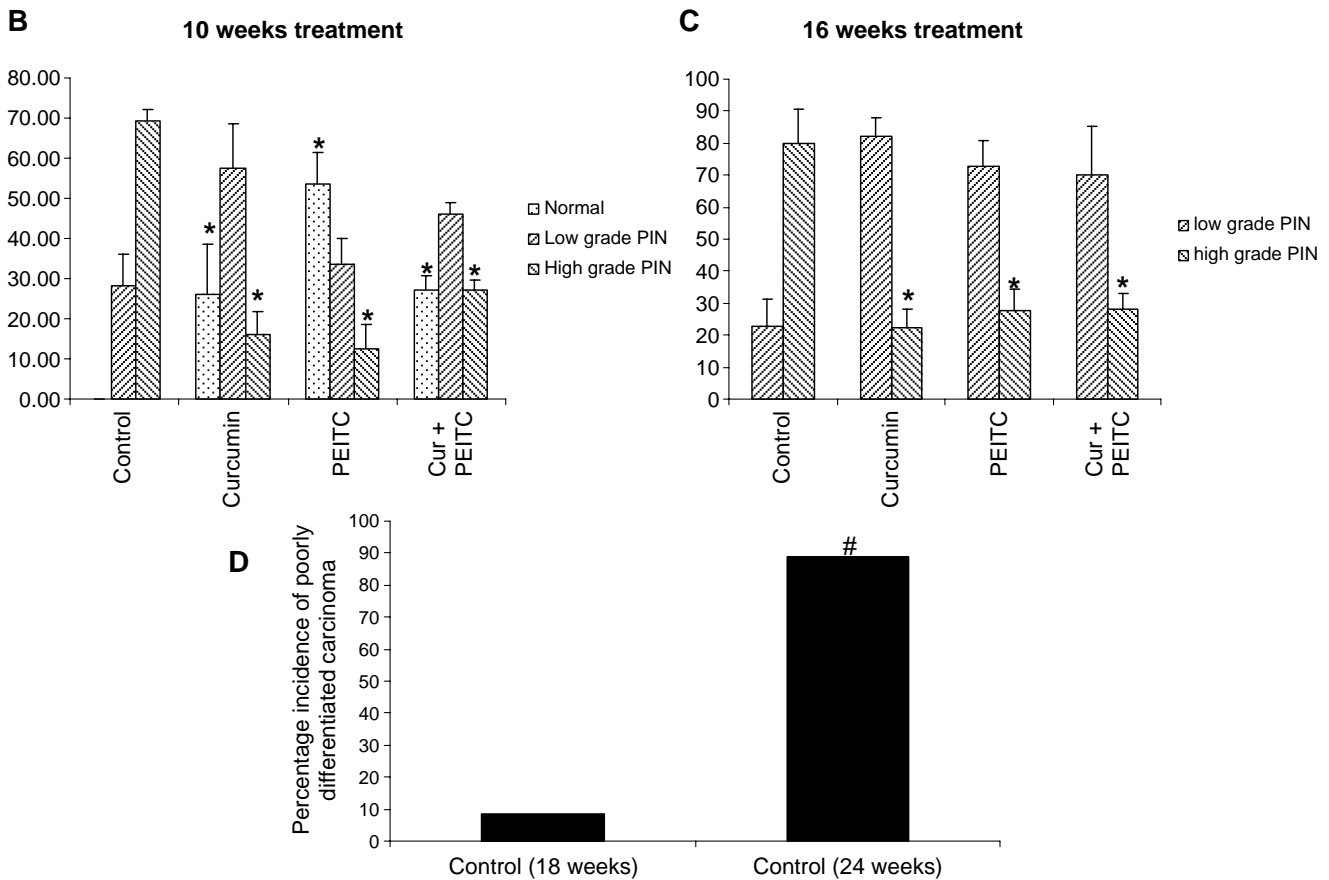 B
10 weeks treatment
80.00
70.00
60.00
50.00
40.00
30.00
20.00
10.00
0.00
*
*
*
*
*
*
Control
Curcumin
PEITC
Cur +
PEITC
Normal
Low grade PIN
High grade PIN
C
16 weeks treatment
100
90
80
70
60
50
40
30
20
10
0
*
*
*
Control
Curcumin
PEITC
Cur +
PEITC
low grade PIN
high grade PIN
D
Percentage incidence of poorly
differentiated carcinoma
100
90
80
70
60
50
40
30
20
10
0
#
Control (18 weeks)
Control (24 weeks)